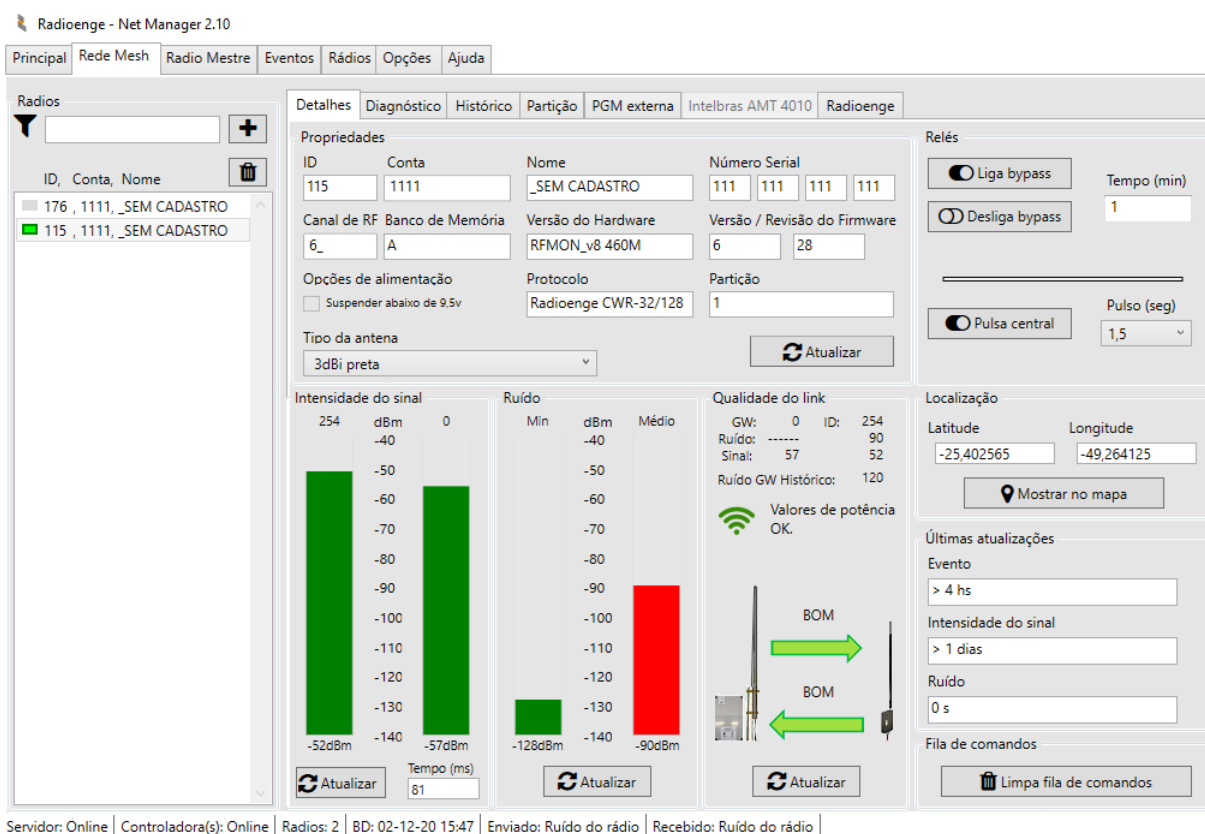 Radioenge - Net Manager 2.10
Principal Rede Mesh Radio Mestre Eventos Rádios Opções Ajuda
Radios
ID, Conta, Nome
176 , 1111, _SEM CADASTRO
115 , 1111, _SEM CADASTRO
Detalhes Diagnóstico Histórico Partição PGM externa Intelbras AMT 4010 Radioenge
Propriedades
ID Conta Nome Número Serial
115 1111 _SEM CADASTRO 111 111 111 111
Canal de RF Banco de Memória Versão do Hardware Versão / Revisão do Firmware
6_ A RFMON_v8 460M 6 28
Opções de alimentação Protocolo Partição
Suspender abaixo de 9,5v Radioenge CWR-32/128 1
Tipo da antena
3dBi preta
Atualizar
Relés
Liga bypass
Tempo (min)
Desliga bypass
1
Pulsa central
Pulso (seg)
1,5
Intensidade do sinal
254 dBm 0
-40
-50
-60
-70
-80
-90
-100
-110
-120
-130
-140
-52dBm -57dBm
Atualizar
Tempo (ms)
81
Ruído
Min dBm Médio
-40
-50
-60
-70
-80
-90
-100
-110
-120
-130
-140
-128dBm -90dBm
Atualizar
Qualidade do link
GW: 0 ID: 254
Ruído: ------ 90
Sinal: 57 52
Ruído GW Histórico: 120
Valores de potência
OK.
BOM
BOM
Atualizar
Localização
Latitude Longitude
-25,402565 -49,264125
Mostrar no mapa
Últimas atualizações
Evento
> 4 hs
Intensidade do sinal
> 1 dias
Ruído
0 s
Fila de comandos
Limpa fila de comandos
Servidor: Online Controladora(s): Online Radios: 2 BD: 02-12-20 15:47 Enviado: Ruído do rádio Recebido: Ruído do rádio